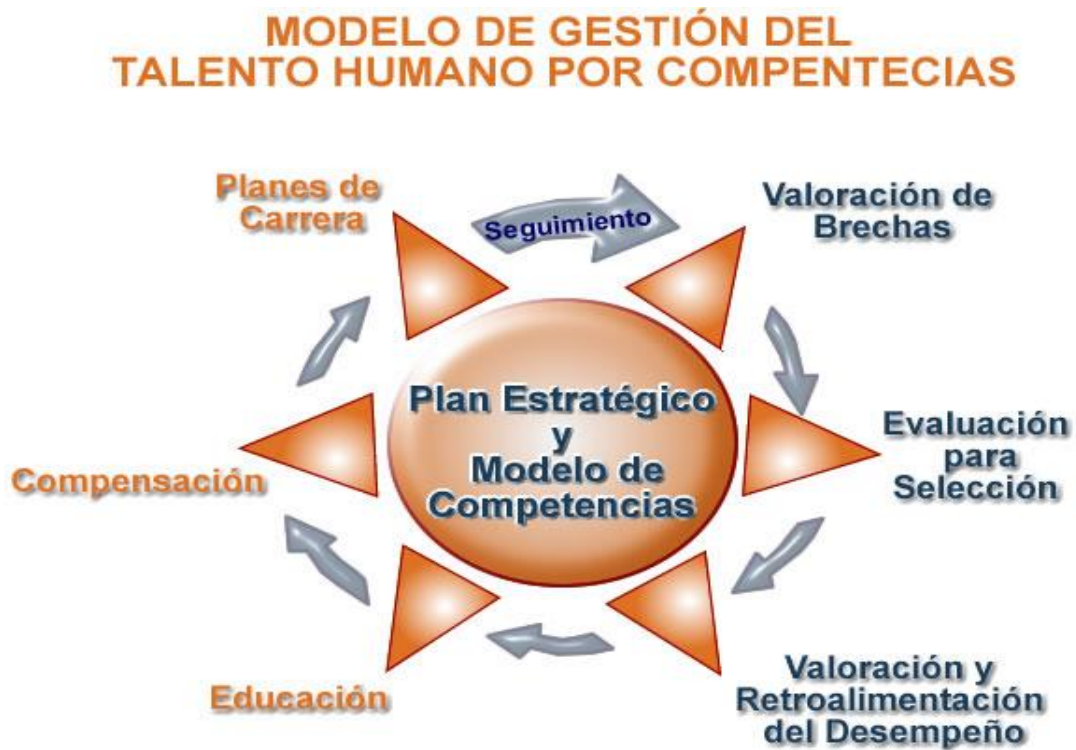 MODELO DE GESTIÓN DEL
TALENTO HUMANO POR COMPENTECIAS
Planes de
Carrera
Seguimiento
Valoración de
Brechas
Plan Estratégico
y
Modelo de
Competencias
Evaluación
para
Selección
Compensación
Educación
Valoración y
Retroalimentación
del Desempeño